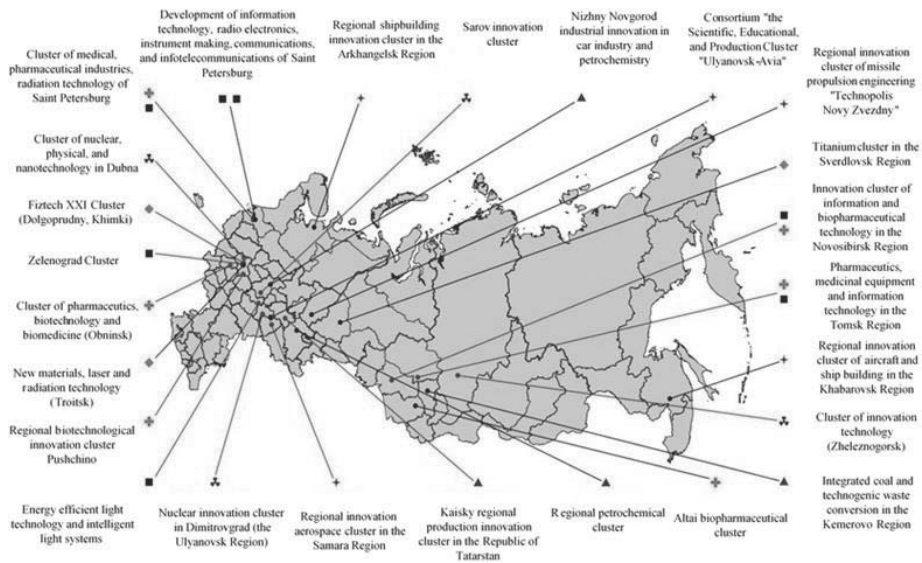 Development of information
technology, radio electronics,
instrument making, communications,
and infotelecommunications of Saint
Petersburg
Regional shipbuilding
innovation cluster in the
Arkhangelsk Region
Sarov innovation
cluster
Nizhny Novgorod
industrial innovation in
car industry and
petrochemistry
Consortium "the
Scientific, Educational,
and Production Cluster
"Ulyanovsk-Avia"
Cluster of medical,
pharmaceutical industries,
radiation technology of
Saint Petersburg
Cluster of nuclear,
physical, and
nanotechnology in Dubna
Fiztech XXI Cluster
(Dolgoprudny, Khimki)
Zelenograd Cluster
Cluster of pharmaceutics,
biotechnology and
biomedicine (Obninsk)
New materials, laser and
radiation technology
(Troitsk)
Regional biotechnological
innovation cluster
Pushchino
Energy efficient light
technology and intelligent
light systems
Regional innovation
cluster of missile
propulsion engineering
"Technopolis
Novy Zvezdny"
Titanium cluster in the
Sverdlovsk Region
Innovation cluster of
information and
biopharmaceutical
technology in the
Novosibirsk Region
Pharmaceutics,
medicinal equipment
and information
technology in the
Tomsk Region
Regional innovation
cluster of aircraft and
ship building in the
Khabarovsk Region
Cluster of innovation
technology
(Zheleznogorsk)
Integrated coal and
technogenic waste
conversion in the
Kemerovo Region
Nuclear innovation cluster
in Dimitrovgrad (the
Ulyanovsk Region)
Regional innovation
aerospace cluster in the
Samara Region
Kaisky regional
production innovation
cluster in the Republic of
Tatarstan
Regional petrochemical
cluster
Altai biopharmaceutical
cluster